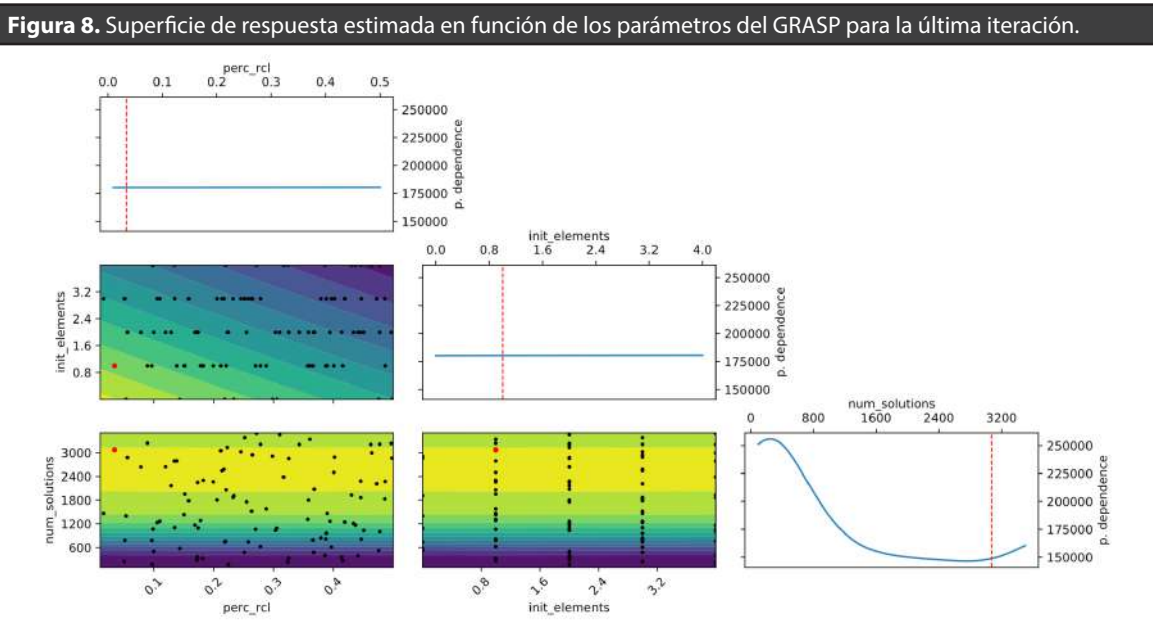 Figura 8. Superficie de respuesta estimada en función de los parámetros del GRASP para la última iteración.
perc_rcl
0.0 0.1 0.2 0.3 0.4 0.5
250000
225000
200000
175000
150000
p. dependence
init_elements
0.0 0.8 1.6 2.4 3.2 4.0
3.2
2.4
1.6
0.8
init_elements
250000
225000
200000
175000
150000
p. dependence
num_solutions
0 800 1600 2400 3200
3000
2400
1800
1200
600
num_solutions
250000
225000
200000
175000
150000
p. dependence
0.1 0.2 0.3 0.4
perc_rcl
0.8 1.6 2.4 3.2
init_elements